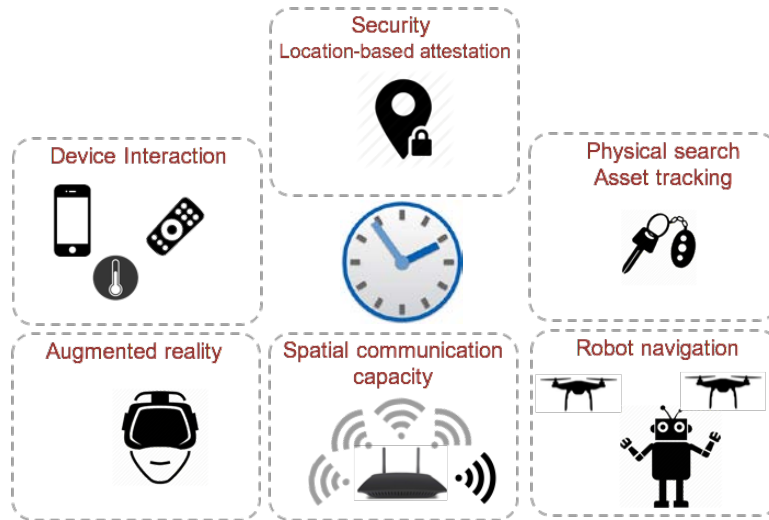 Security
Location-based attestation
Device Interaction
Physical search
Asset tracking
Augmented reality
Spatial communication
capacity
Robot navigation